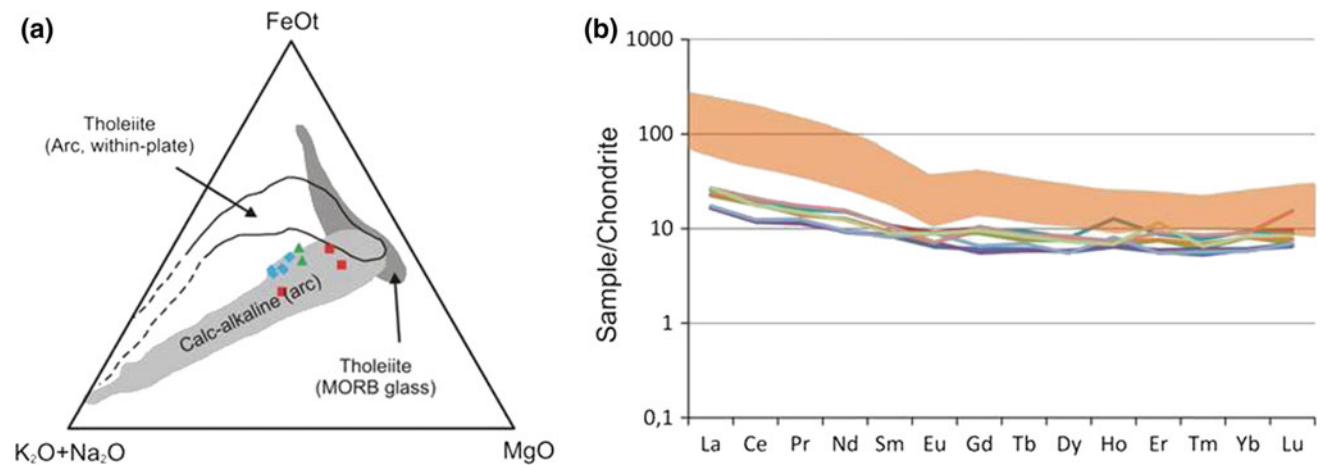 (a)
FeOt
Tholeiite
(Arc, within-plate)
Calc-alkaline (arc)
Tholeiite
(MORB glass)
K₂O+Na₂O
MgO
(b)
Sample/Chondrite
1000
100
10
1
0,1
La Ce Pr Nd Sm Eu Gd Tb Dy Ho Er Tm Yb Lu